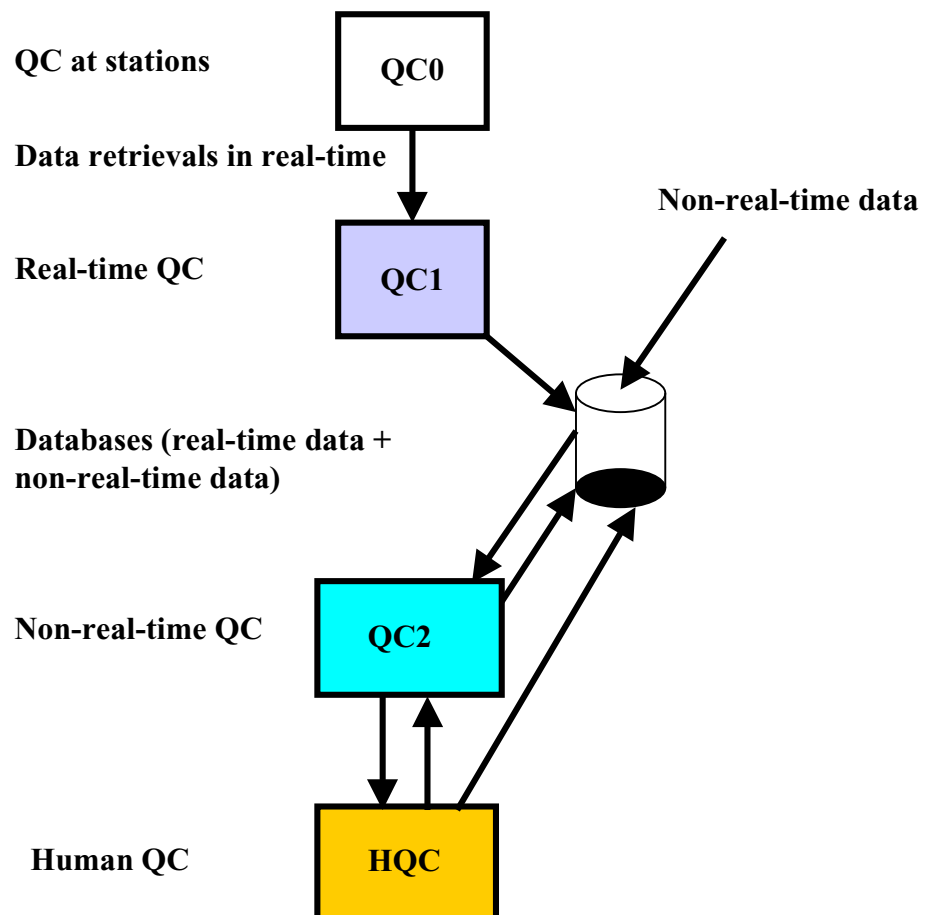 QC at stations
QC0
Data retrievals in real-time
Non-real-time data
Real-time QC
QC1
Databases (real-time data +
non-real-time data)
Non-real-time QC
QC2
Human QC
HQC